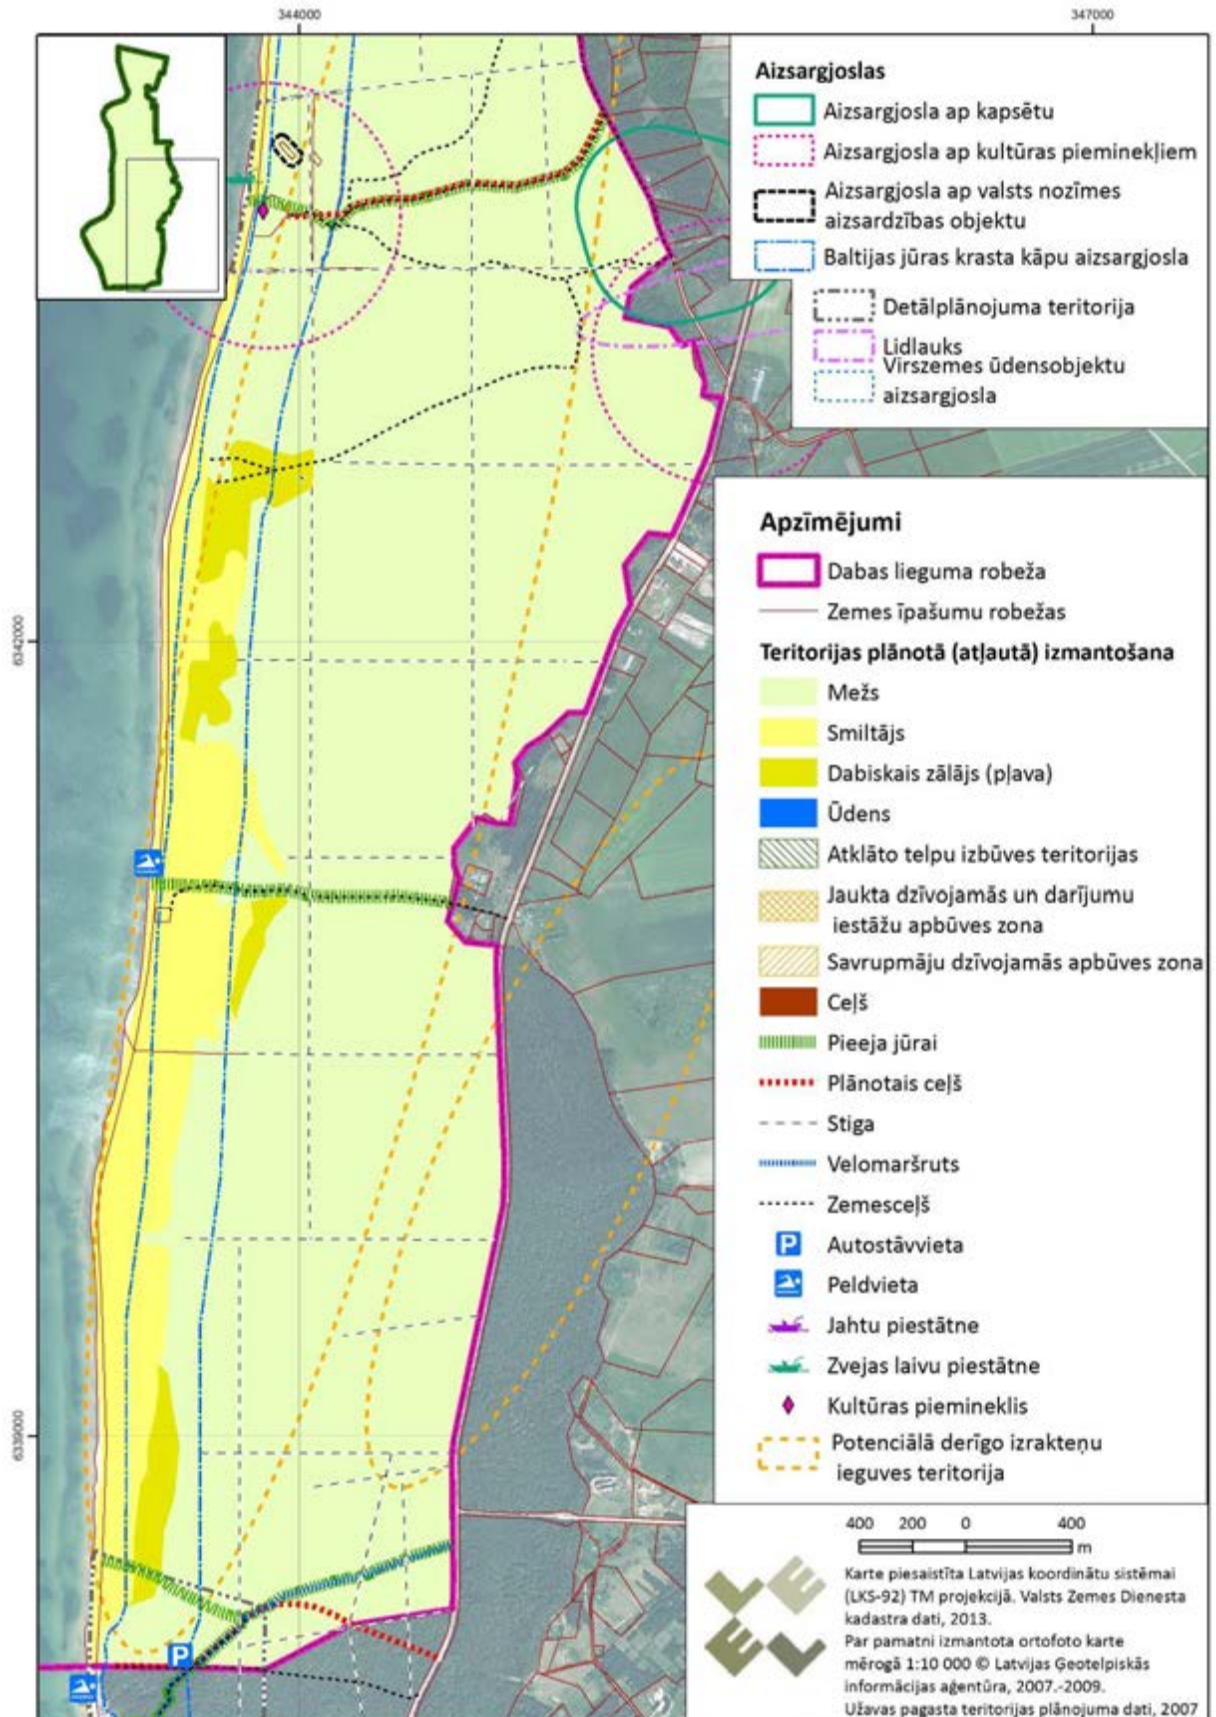 344000
347000
Aizsargjoslas
Aizsargjosla ap kapsētu
Aizsargjosla ap kultūras pieminekļiem
Aizsargjosla ap valsts nozīmes
aizsardzības objektu
Baltijas jūras krasta kāpu aizsargjosla
Detālplānojuma teritorija
Lidlauks
Virszemes ūdensobjektu
aizsargjosla
6342000
6339000
Apzīmējumi
Dabas lieguma robeža
Zemes īpašumu robežas
Teritorijas plānotā (atļautā) izmantošana
Mežs
Smiltājs
Dabiskais zālājs (pļava)
Ūdens
Atklāto telpu izbūves teritorijas
Jaukta dzīvojamās un darījumu
iestāžu apbūves zona
Savrupmāju dzīvojamās apbūves zona
Ceļš
Pieeja jūrai
Plānotais ceļš
Stiga
Velomaršruts
Zemesceļš
P Autostāvvieta
Peldvieta
Jahtu piestātne
Zvejas laivu piestātne
Kultūras piemineklis
Potenciālā derīgo izrakteņu
ieguves teritorija
P
400 200 0 400
m
Karte piesaistīta Latvijas koordinātu sistēmai
(LKS-92) TM projekcijā. Valsts Zemes Dienesta
kadastra dati, 2013.
Par pamatni izmantota ortofoto karte
mērogā 1:10 000 © Latvijas Ģeotelpiskās
informācijas aģentūra, 2007.-2009.
Užavas pagasta teritorijas plānojuma dati, 2007